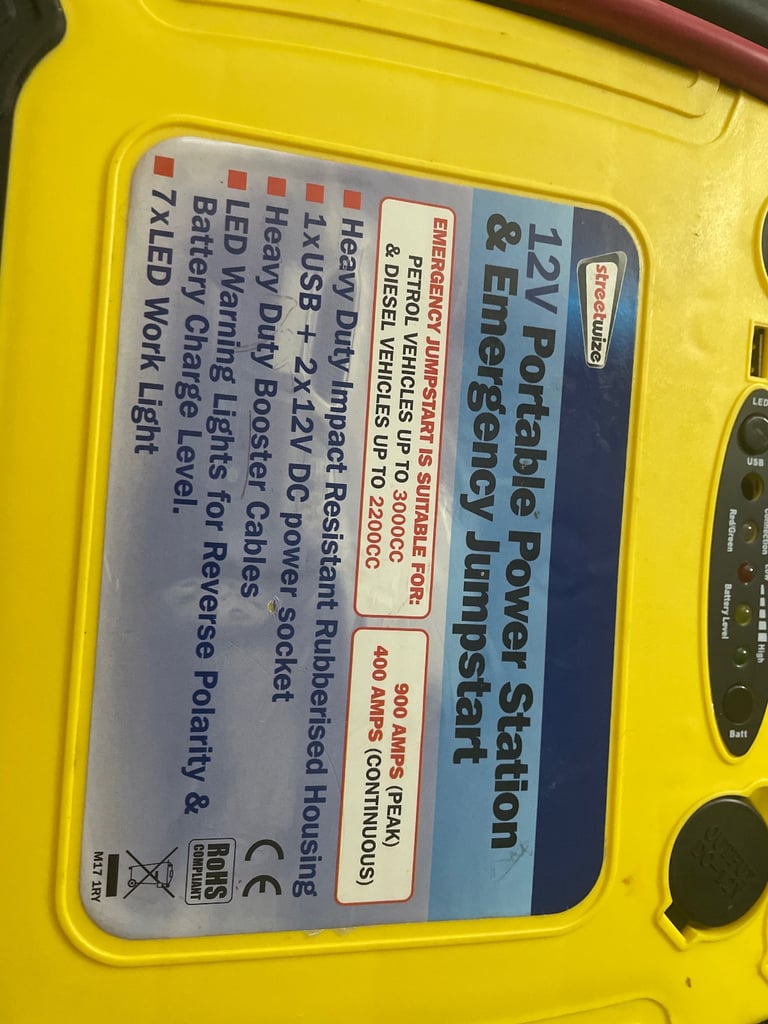 LED
USB
Connection
Red/Green
Low
High
Battery Level
Batt
OUTPUT
DC-12V
streetwize
12V Portable Power Station
& Emergency Jumpstart
EMERGENCY JUMPSTART IS SUITABLE FOR:
PETROL VEHICLES UP TO 3000CC
& DIESEL VEHICLES UP TO 2200CC
900 AMPS (PEAK)
400 AMPS (CONTINUOUS)
Heavy Duty Impact Resistant Rubberised Housing
1xUSB + 2x12V DC power socket
Heavy Duty Booster Cables
LED Warning Lights for Reverse Polarity &
Battery Charge Level.
7xLED Work Light
CE
RoHS
COMPLIANT
M17 1RY